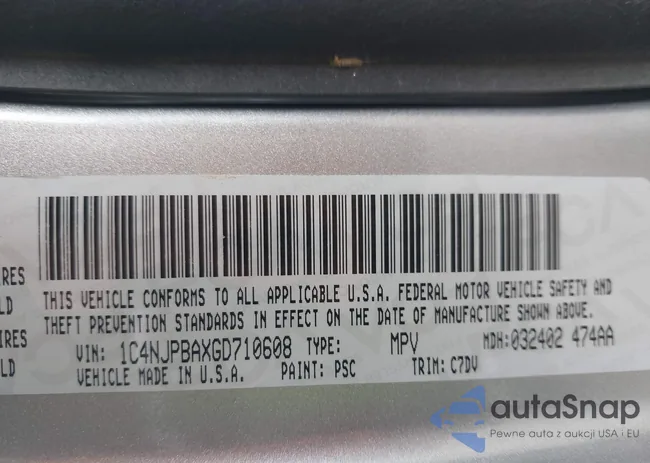 IRES
LD
THIS VEHICLE CONFORMS TO ALL APPLICABLE U.S.A. FEDERAL MOTOR VEHICLE SAFETY AND
IRES
THEFT PREVENTION STANDARDS IN EFFECT ON THE DATE OF MANUFACTURE SHOWN ABOVE.
VIN: 1C4NJPBAXGD710608 TYPE: MPV MDH: 032402 474AA
LD
VEHICLE MADE IN U.S.A. PAINT: PSC TRIM: C7DV
autaSnap
Pewne auta z aukcji USA i EU